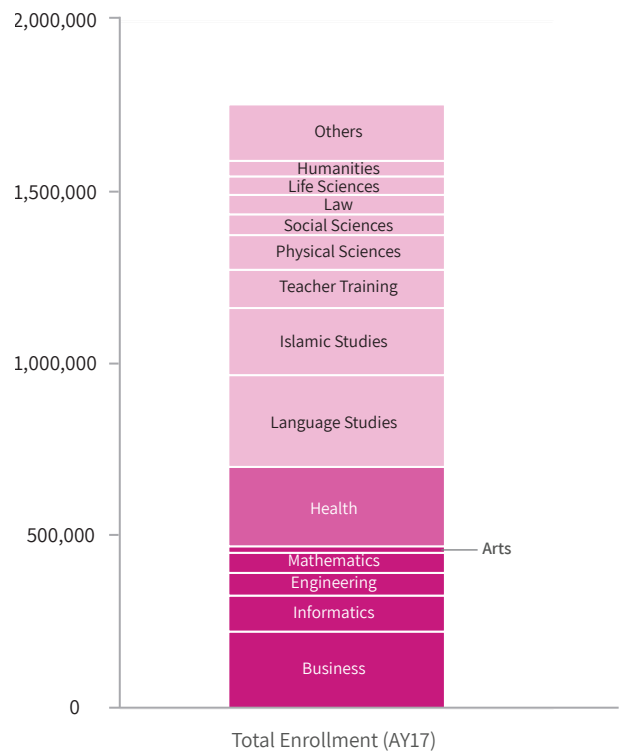 2,000,000
Others
Humanities
Life Sciences
1,500,000
Law
Social Sciences
Physical Sciences
Teacher Training
Islamic Studies
1,000,000
Language Studies
Health
500,000
Arts
Mathematics
Engineering
Informatics
Business
0
Total Enrollment (AY17)